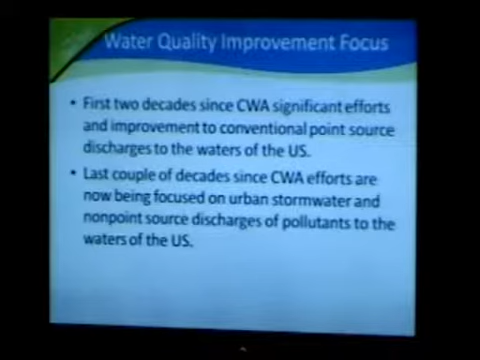 Water Quality Improvement Focus
• First two decades since CWA significant efforts
and improvement to conventional point source
discharges to the waters of the US.
• Last couple of decades since CWA efforts are
now being focused on urban stormwater and
nonpoint source discharges of pollutants to the
waters of the US.